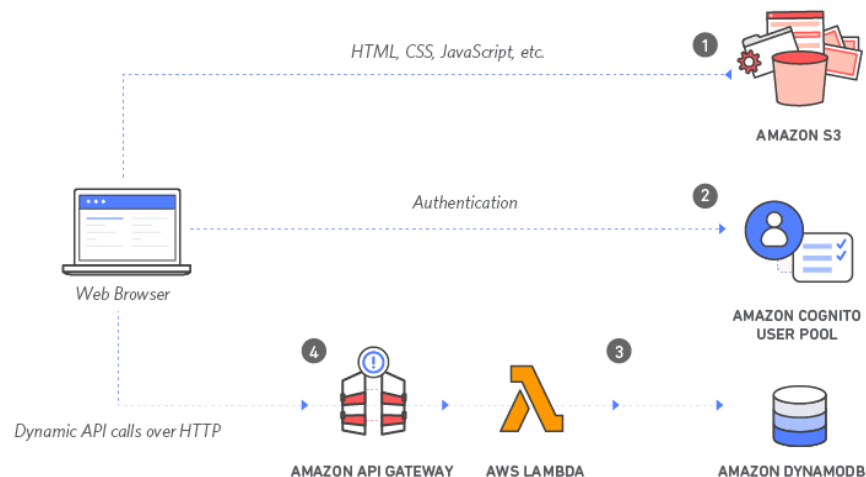 1
HTML, CSS, JavaScript, etc.
AMAZON S3
2
Authentication
AMAZON COGNITO
USER POOL
Web Browser
4
3
Dynamic API calls over HTTP
AMAZON API GATEWAY
AWS LAMBDA
AMAZON DYNAMODB